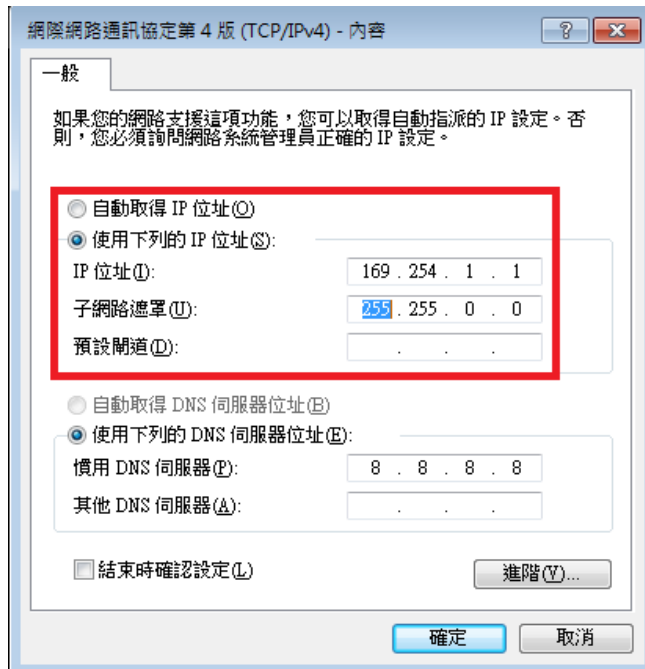 網際網路通訊協定第 4 版 (TCP/IPv4) - 內容
一般
如果您的網路支援這項功能，您可以取得自動指派的 IP 設定。否
則，您必須詢問網路系統管理員正確的 IP 設定。
自動取得 IP 位址(O)
使用下列的 IP 位址(S):
IP 位址(I): 169 . 254 . 1 . 1
子網路遮罩(U): 255 . 255 . 0 . 0
預設閘道(D): . . .
自動取得 DNS 伺服器位址(B)
使用下列的 DNS 伺服器位址(E):
慣用 DNS 伺服器(P): 8 . 8 . 8 . 8
其他 DNS 伺服器(A): . . .
結束時確認設定(L) 進階(V)...
確定 取消